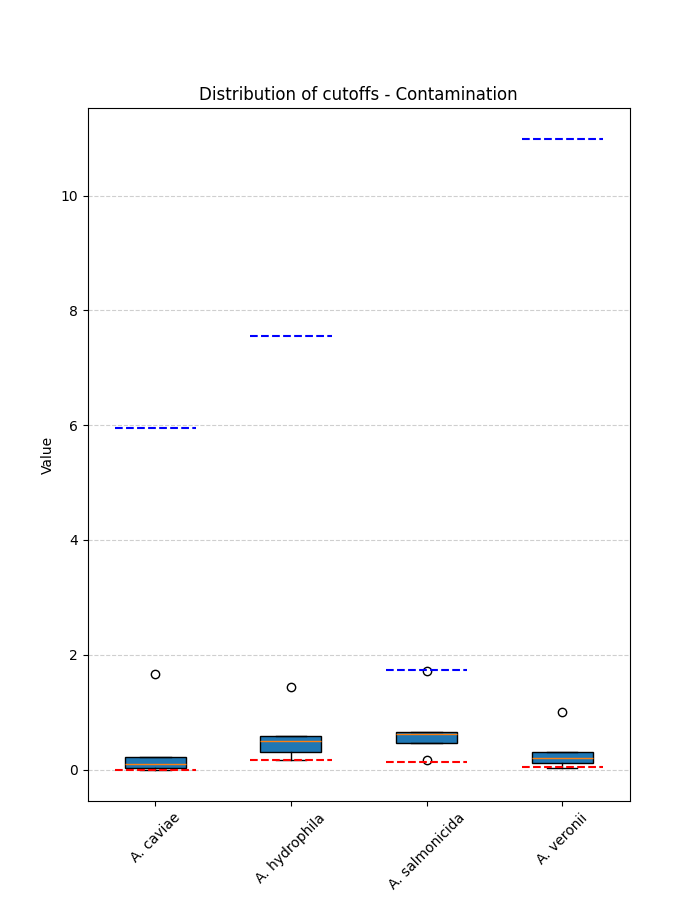 Distribution of cutoffs - Contamination
10
8
6
4
2
0
Value
A. caviae
A. hydrophila
A. salmonicida
A. veronii